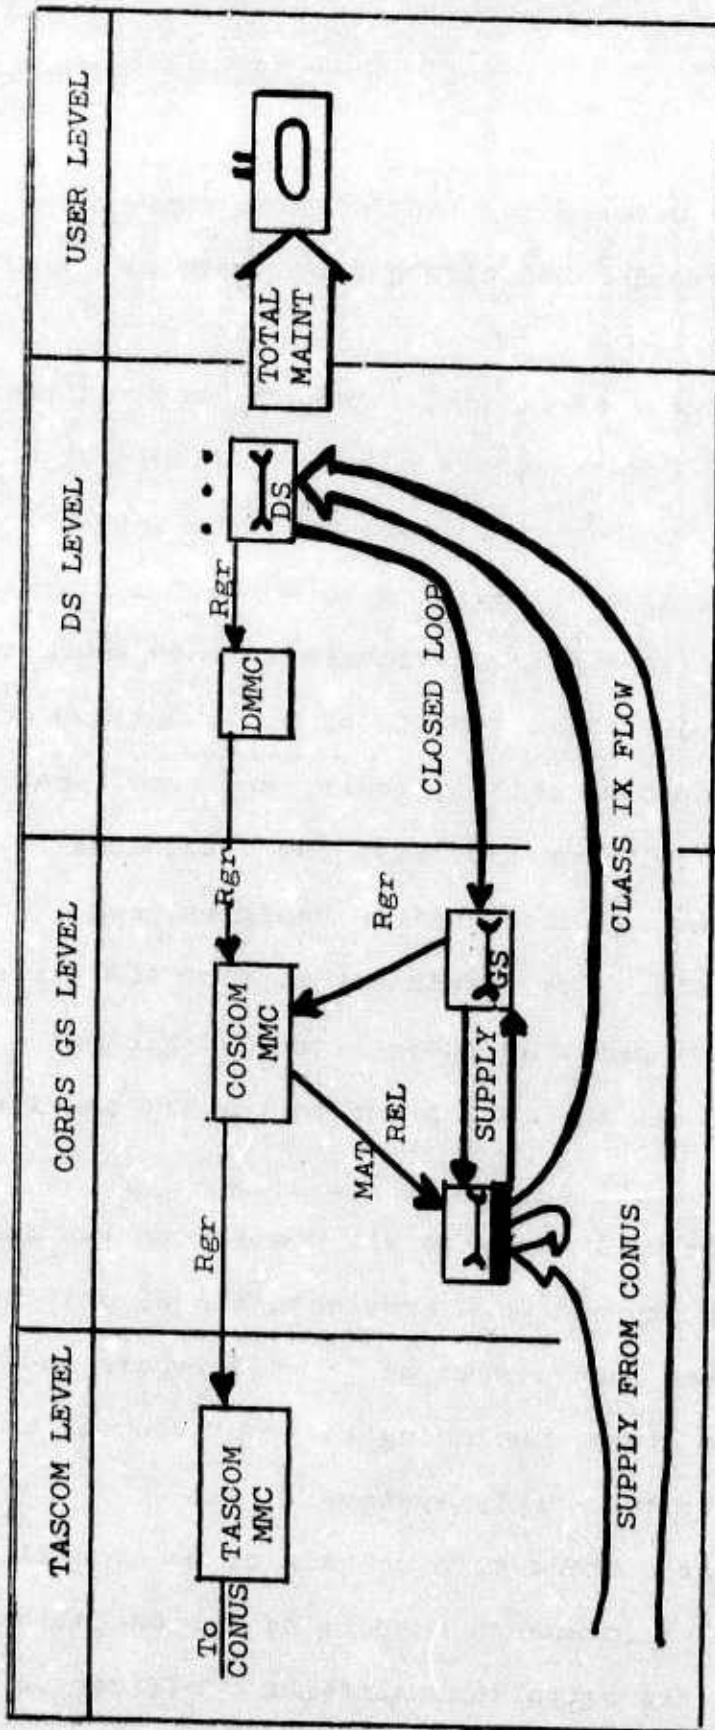 TASCOM LEVEL
CORPS GS LEVEL
DS LEVEL
USER LEVEL
To
CONUS
TASCOM
MMC
Rgr
COSCOM
MMC
Rgr
DMMC
Rgr
DS
TOTAL
MAINT
MAT REL
Rgr
SUPPLY
GS
CLOSED LOOP
SUPPLY FROM CONUS
CLASS IX FLOW